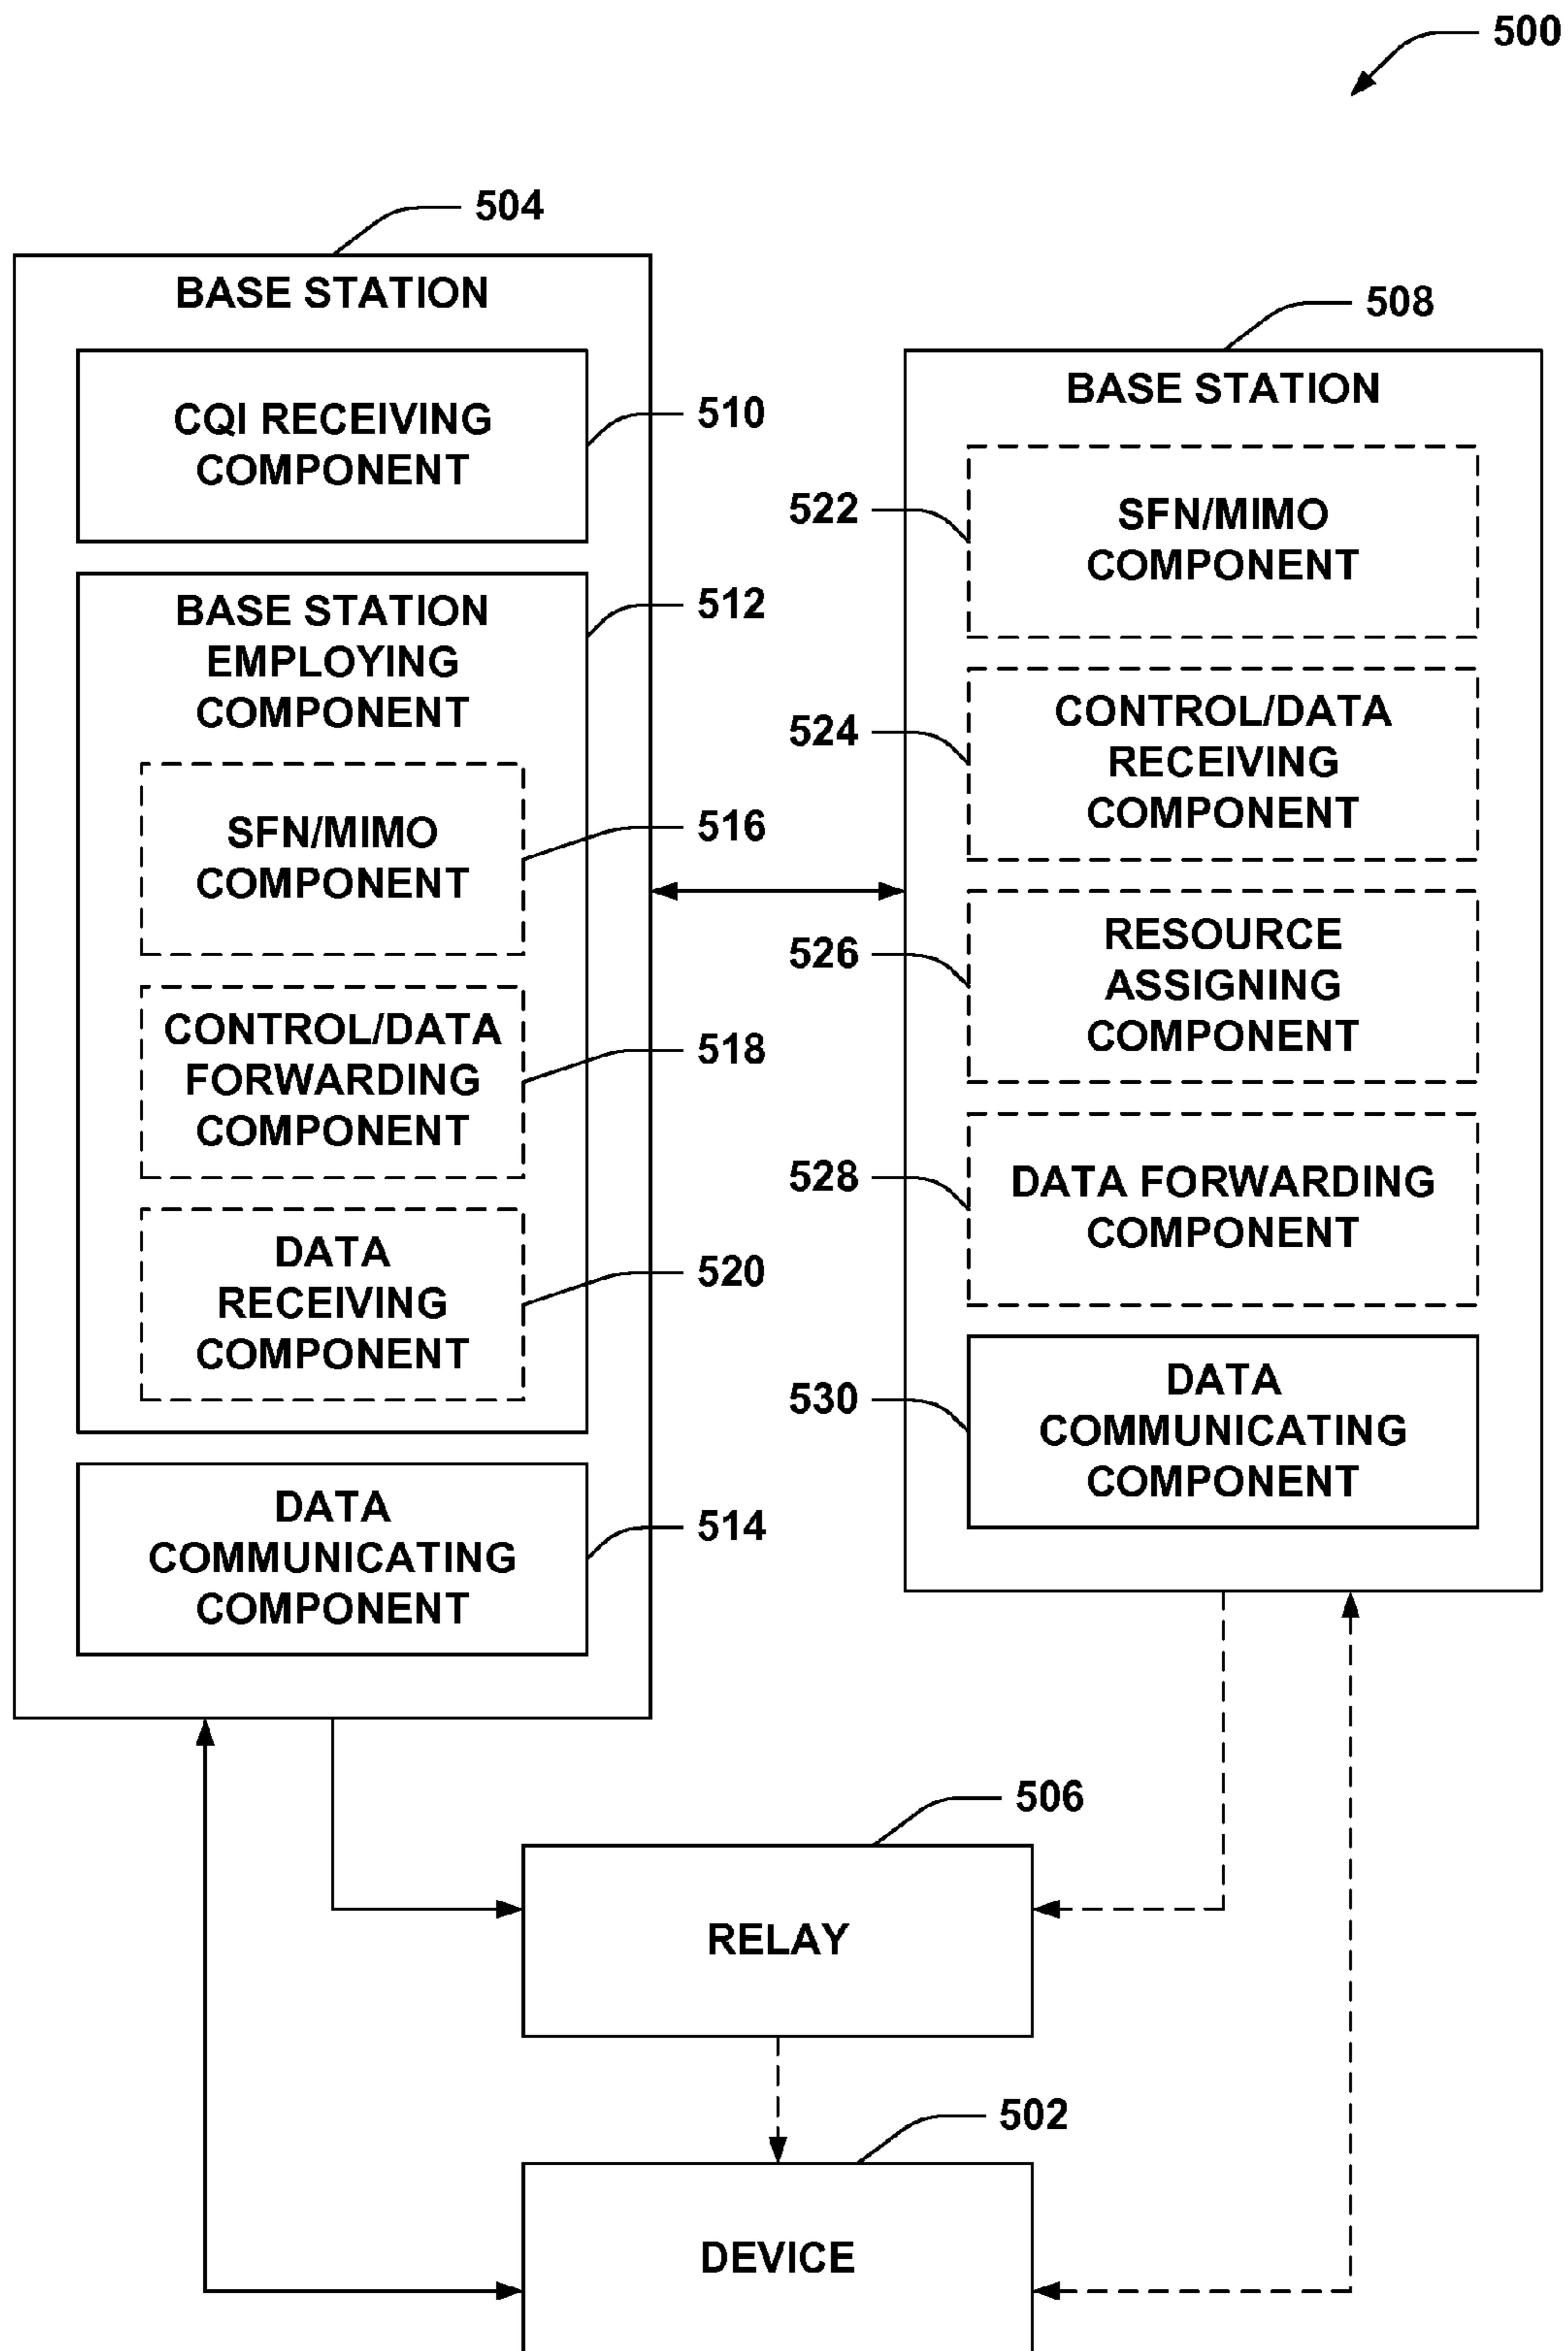 500
504
BASE STATION
CQI RECEIVING
COMPONENT
510
BASE STATION
EMPLOYING
COMPONENT
512
SFN/MIMO
COMPONENT
516
CONTROL/DATA
FORWARDING
COMPONENT
518
DATA
RECEIVING
COMPONENT
520
DATA
COMMUNICATING
COMPONENT
514
508
BASE STATION
522
SFN/MIMO
COMPONENT
524
CONTROL/DATA
RECEIVING
COMPONENT
526
RESOURCE
ASSIGNING
COMPONENT
528
DATA FORWARDING
COMPONENT
530
DATA
COMMUNICATING
COMPONENT
506
RELAY
502
DEVICE